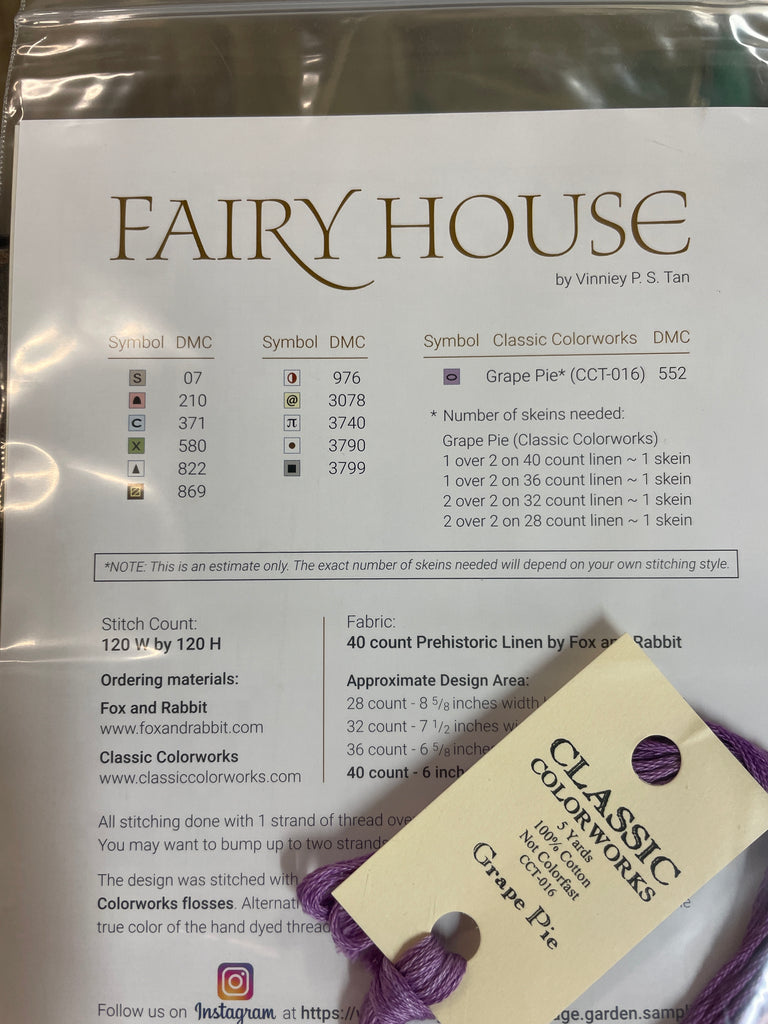 FAIRY HOUSE
by Vinniey P. S. Tan
Symbol DMC
S 07
210
C 371
X 580
822
Z 869
Symbol DMC
976
@ 3078
π 3740
3790
3799
Symbol Classic Colorworks DMC
Grape Pie* (CCT-016) 552
* Number of skeins needed:
Grape Pie (Classic Colorworks)
1 over 2 on 40 count linen ~ 1 skein
1 over 2 on 36 count linen ~ 1 skein
2 over 2 on 32 count linen ~ 1 skein
2 over 2 on 28 count linen ~ 1 skein
*NOTE: This is an estimate only. The exact number of skeins needed will depend on your own stitching style.
Stitch Count:
120 W by 120 H
Ordering materials:
Fox and Rabbit
www.foxandrabbit.com
Classic Colorworks
www.classiccolorworks.com
Fabric:
40 count Prehistoric Linen by Fox and Rabbit
Approximate Design Area:
28 count - 8 5/8 inches width
32 count - 7 1/2 inches
36 count - 6 5/8 inches
40 count - 6 inch
All stitching done with 1 strand of thread
You may want to bump up to two strands
The design was stitched with
Colorworks flosses.
true color of the hand dyed thread
Follow us on Instagram at https://
CLASSIC
COLORWORKS
5 Yards
100% Cotton
Not Colorfast
CCT-016
Grape Pie